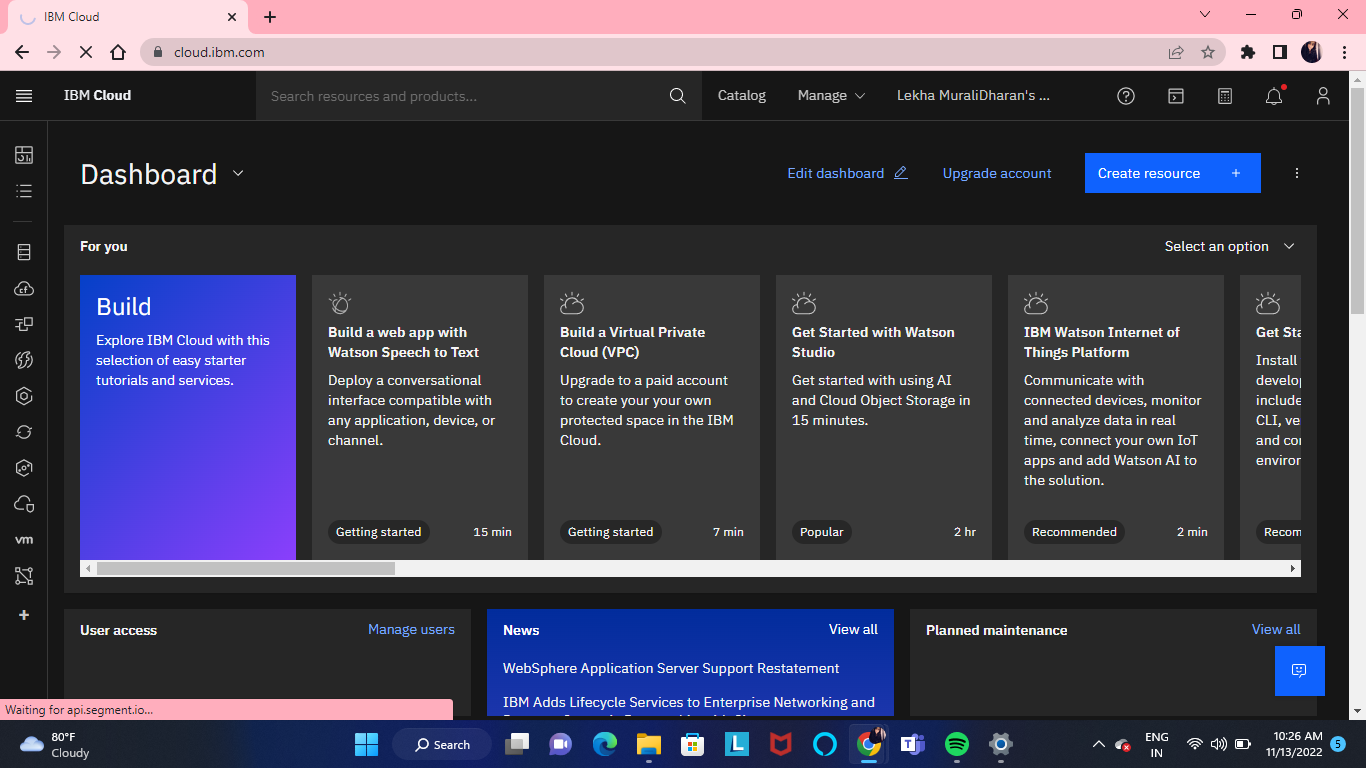 IBM Cloud
cloud.ibm.com
IBM Cloud
Search resources and products...
Catalog
Manage
Lekha MuraliDharan's ...
Dashboard
Edit dashboard
Upgrade account
Create resource +
For you
Select an option
Build
Explore IBM Cloud with this
selection of easy starter
tutorials and services.
Build a web app with
Watson Speech to Text
Deploy a conversational
interface compatible with
any application, device, or
channel.
Getting started
15 min
Build a Virtual Private
Cloud (VPC)
Upgrade to a paid account
to create your your own
protected space in the IBM
Cloud.
Getting started
7 min
Get Started with Watson
Studio
Get started with using AI
and Cloud Object Storage in
15 minutes.
Popular
2 hr
IBM Watson Internet of
Things Platform
Communicate with
connected devices, monitor
and analyze data in real
time, connect your own IoT
apps and add Watson AI to
the solution.
Recommended
2 min
Get Sta
Install
develop
include
CLI, ve
and co
environ
Recom
cf
vm
User access
Manage users
News
View all
WebSphere Application Server Support Restatement
IBM Adds Lifecycle Services to Enterprise Networking and
Planned maintenance
View all
Waiting for api.segment.io...
80°F
Cloudy
Search
L
ENG
IN
10:26 AM
11/13/2022
5